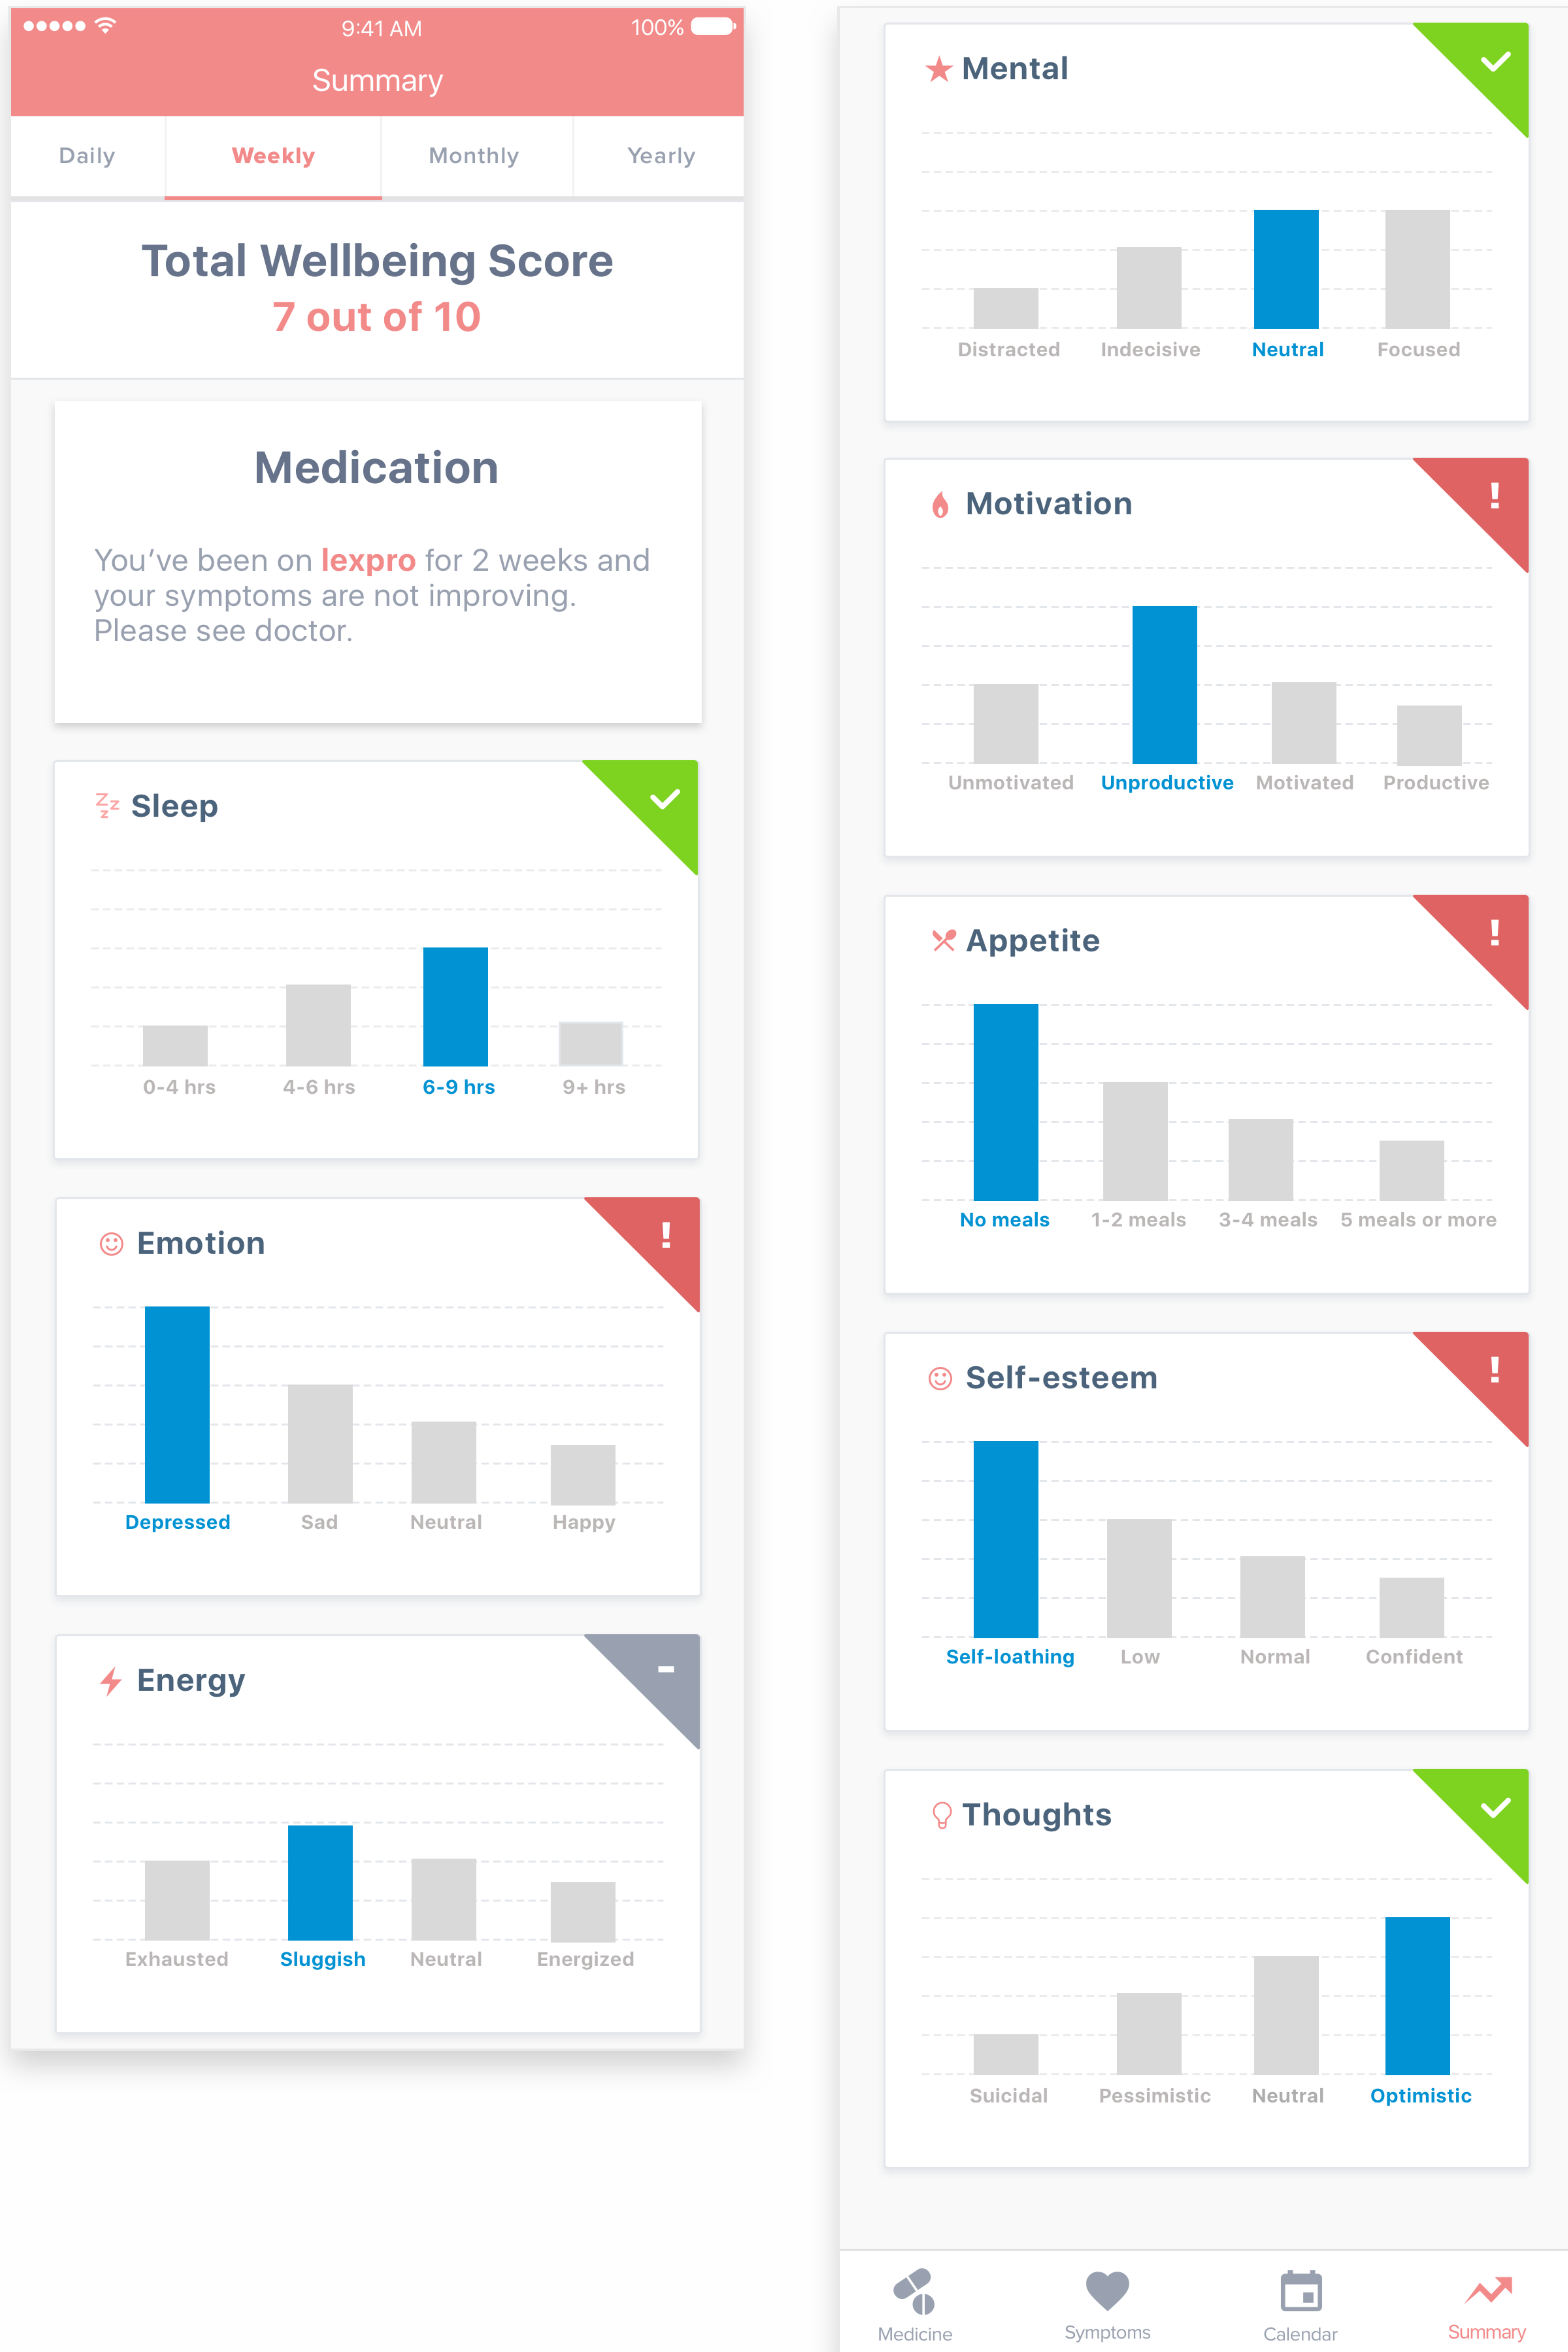 9:41 AM
100%
Summary
Daily
Weekly
Monthly
Yearly
Total Wellbeing Score
7 out of 10
Medication
You’ve been on lexpro for 2 weeks and
your symptoms are not improving.
Please see doctor.
Zzz Sleep
0-4 hrs
4-6 hrs
6-9 hrs
9+ hrs
Emotion
!
Depressed
Sad
Neutral
Happy
Energy
-
Exhausted
Sluggish
Neutral
Energized
Mental
Distracted
Indecisive
Neutral
Focused
Motivation
!
Unmotivated
Unproductive
Motivated
Productive
Appetite
!
No meals
1-2 meals
3-4 meals
5 meals or more
Self-esteem
!
Self-loathing
Low
Normal
Confident
Thoughts
Suicidal
Pessimistic
Neutral
Optimistic
Medicine
Symptoms
Calendar
Summary